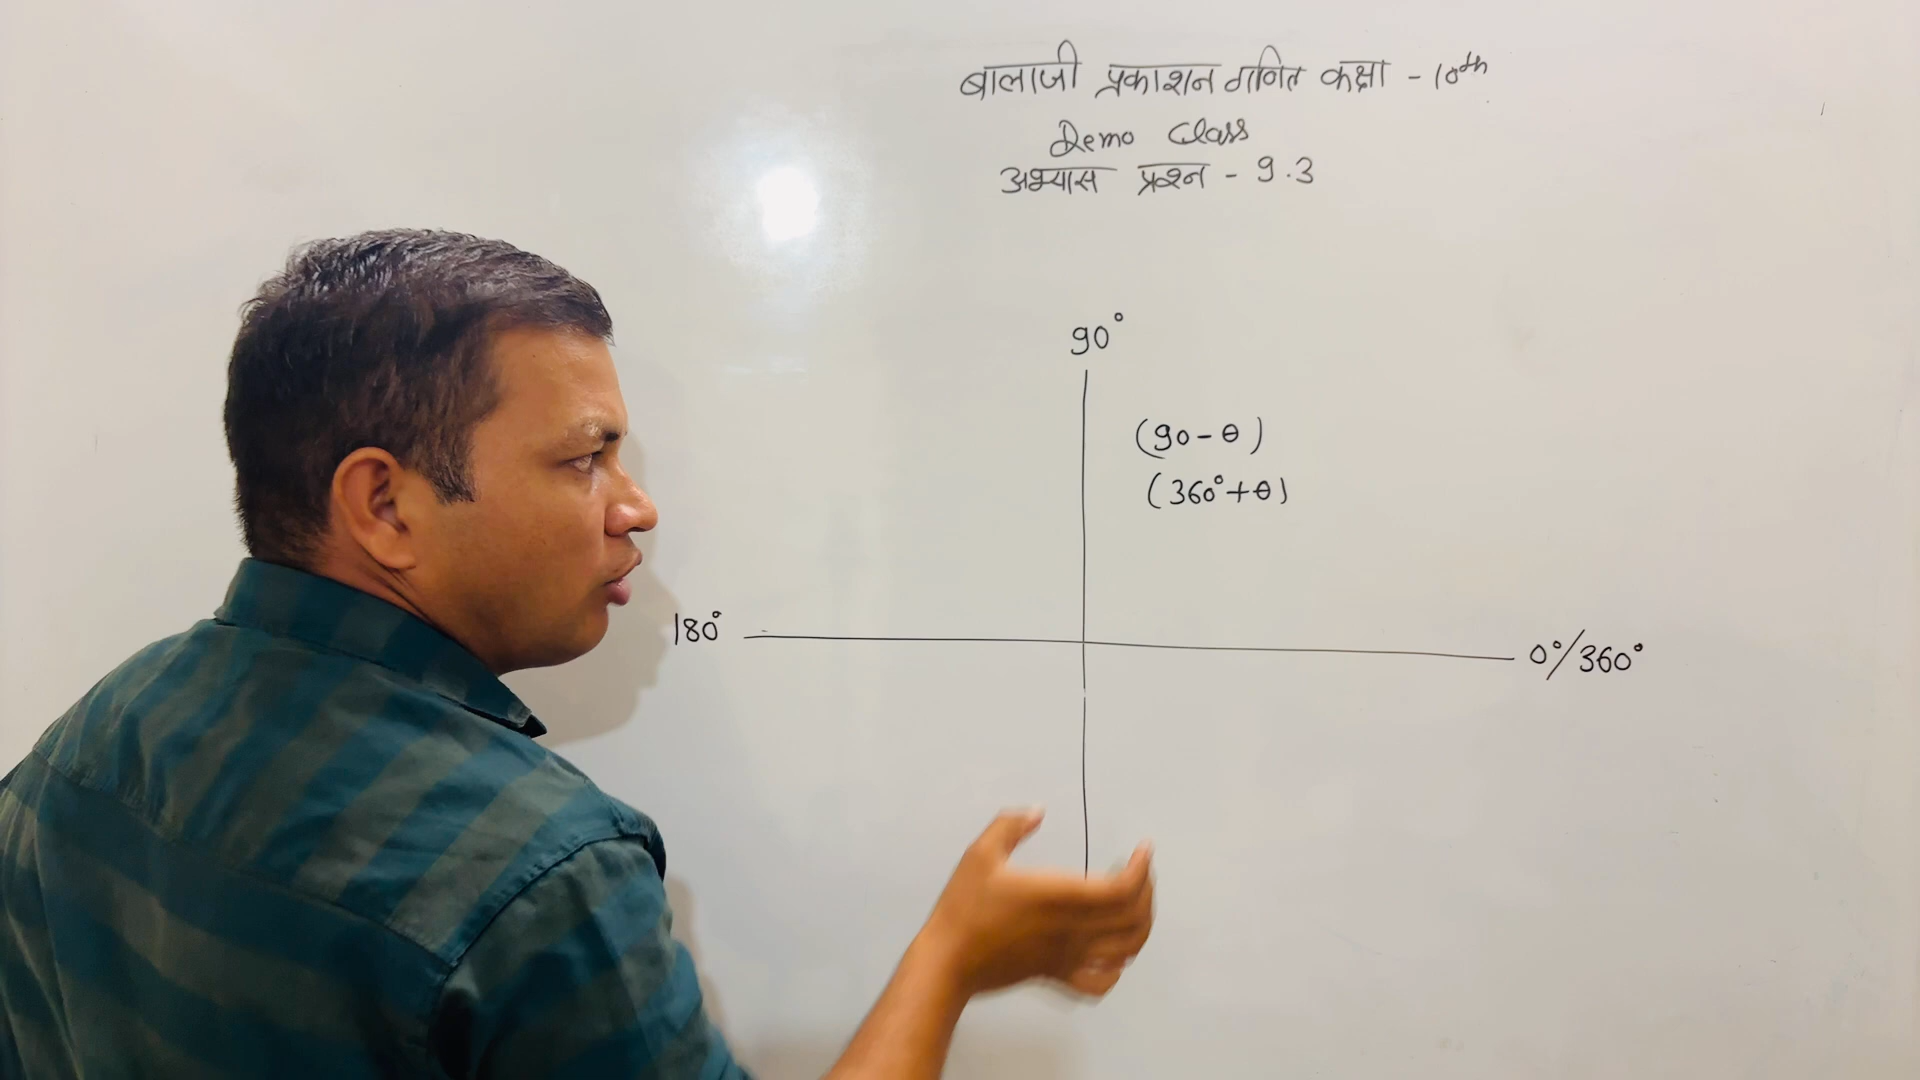 बालाजी प्रकाशन गणित कक्षा - 10th
Demo Class
अभ्यास प्रश्न - 9.3
90°
(90-θ)
(360°+θ)
180°
0°/360°